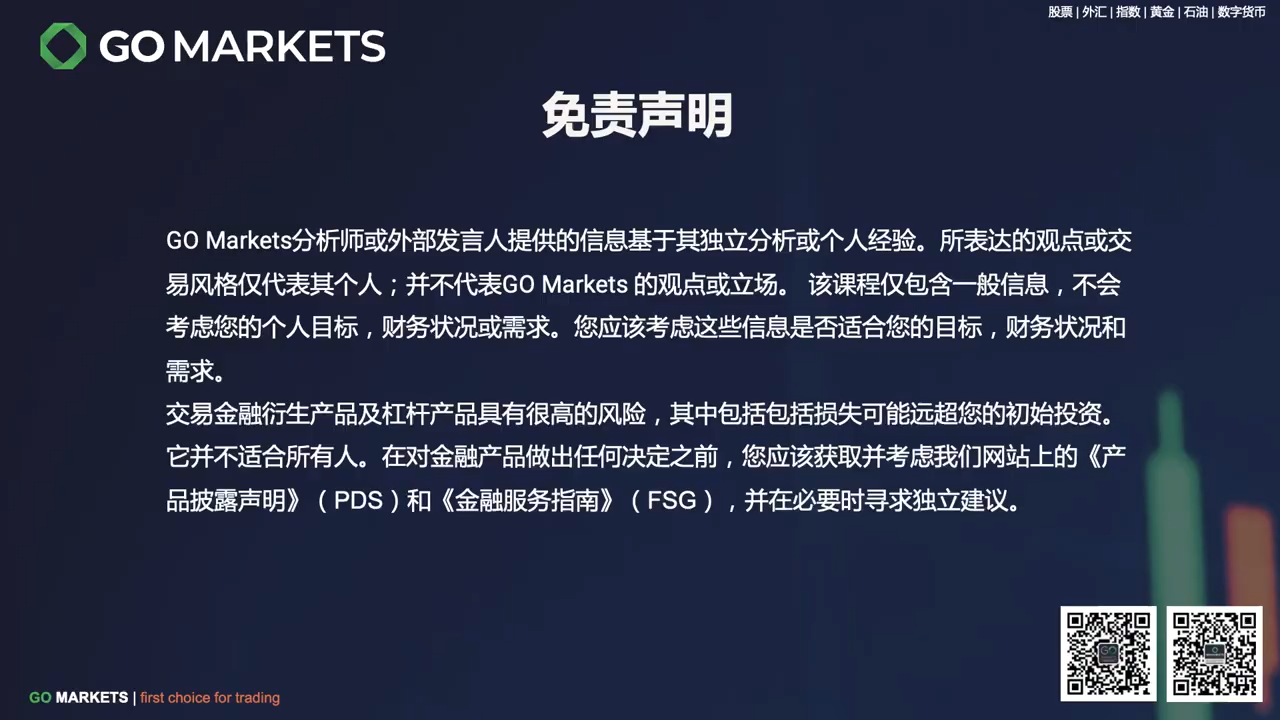 股票 | 外汇 | 指数 | 黄金 | 石油 | 数字货币
GO MARKETS
免责声明
GO Markets分析师或外部发言人提供的信息基于其独立分析或个人经验。所表达的观点或交
易风格仅代表其个人；并不代表GO Markets 的观点或立场。 该课程仅包含一般信息，不会
考虑您的个人目标，财务状况或需求。您应该考虑这些信息是否适合您的目标，财务状况和
需求。
交易金融衍生产品及杠杆产品具有很高的风险，其中包括包括损失可能远超您的初始投资。
它并不适合所有人。在对金融产品做出任何决定之前，您应该获取并考虑我们网站上的《产
品披露声明》（PDS）和《金融服务指南》（FSG），并在必要时寻求独立建议。
GO MARKETS | first choice for trading